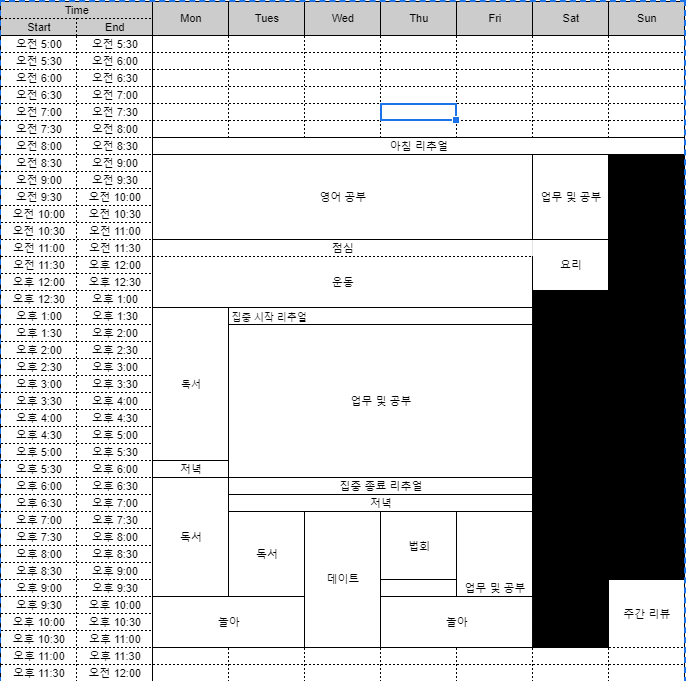 Time Mon Tues Wed Thu Fri Sat Sun
Start End
오전 5:00 오전 5:30
오전 5:30 오전 6:00
오전 6:00 오전 6:30
오전 6:30 오전 7:00
오전 7:00 오전 7:30
오전 7:30 오전 8:00
오전 8:00 오전 8:30 아침 리추얼
오전 8:30 오전 9:00
오전 9:00 오전 9:30
오전 9:30 오전 10:00 영어 공부 업무 및 공부
오전 10:00 오전 10:30
오전 10:30 오전 11:00
오전 11:00 오전 11:30 점심
오전 11:30 오후 12:00 요리
오후 12:00 오후 12:30 운동
오후 12:30 오후 1:00
오후 1:00 오후 1:30 집중 시작 리추얼
오후 1:30 오후 2:00
오후 2:00 오후 2:30
오후 2:30 오후 3:00
오후 3:00 오후 3:30 독서
오후 3:30 오후 4:00 업무 및 공부
오후 4:00 오후 4:30
오후 4:30 오후 5:00
오후 5:00 오후 5:30
오후 5:30 오후 6:00 저녁
오후 6:00 오후 6:30 집중 종료 리추얼
오후 6:30 오후 7:00 저녁
오후 7:00 오후 7:30
오후 7:30 오후 8:00 독서 법회
오후 8:00 오후 8:30 독서
오후 8:30 오후 9:00 데이트
오후 9:00 오후 9:30 업무 및 공부
오후 9:30 오후 10:00 주간 리뷰
오후 10:00 오후 10:30 놀아 놀아
오후 10:30 오후 11:00
오후 11:00 오후 11:30
오후 11:30 오전 12:00